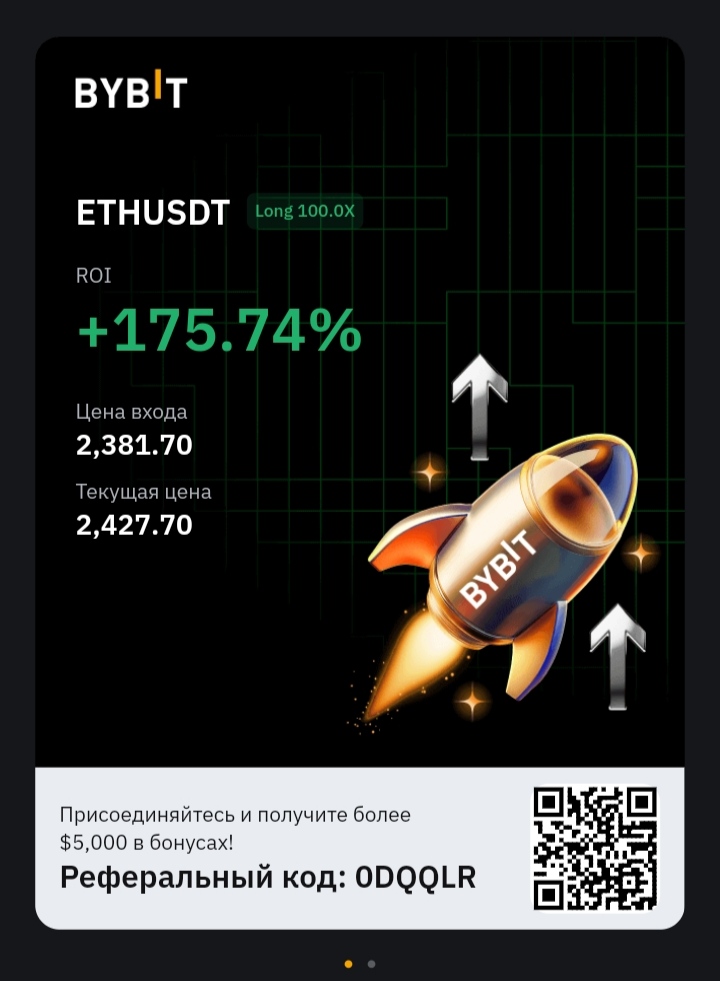 BYBIT
ETHUSDT Long 100.0X
ROI
+175.74%
Цена входа
2,381.70
Текущая цена
2,427.70
BYBIT
Присоединяйтесь и получите более
$5,000 в бонусах!
Реферальный код: 0DQQLR